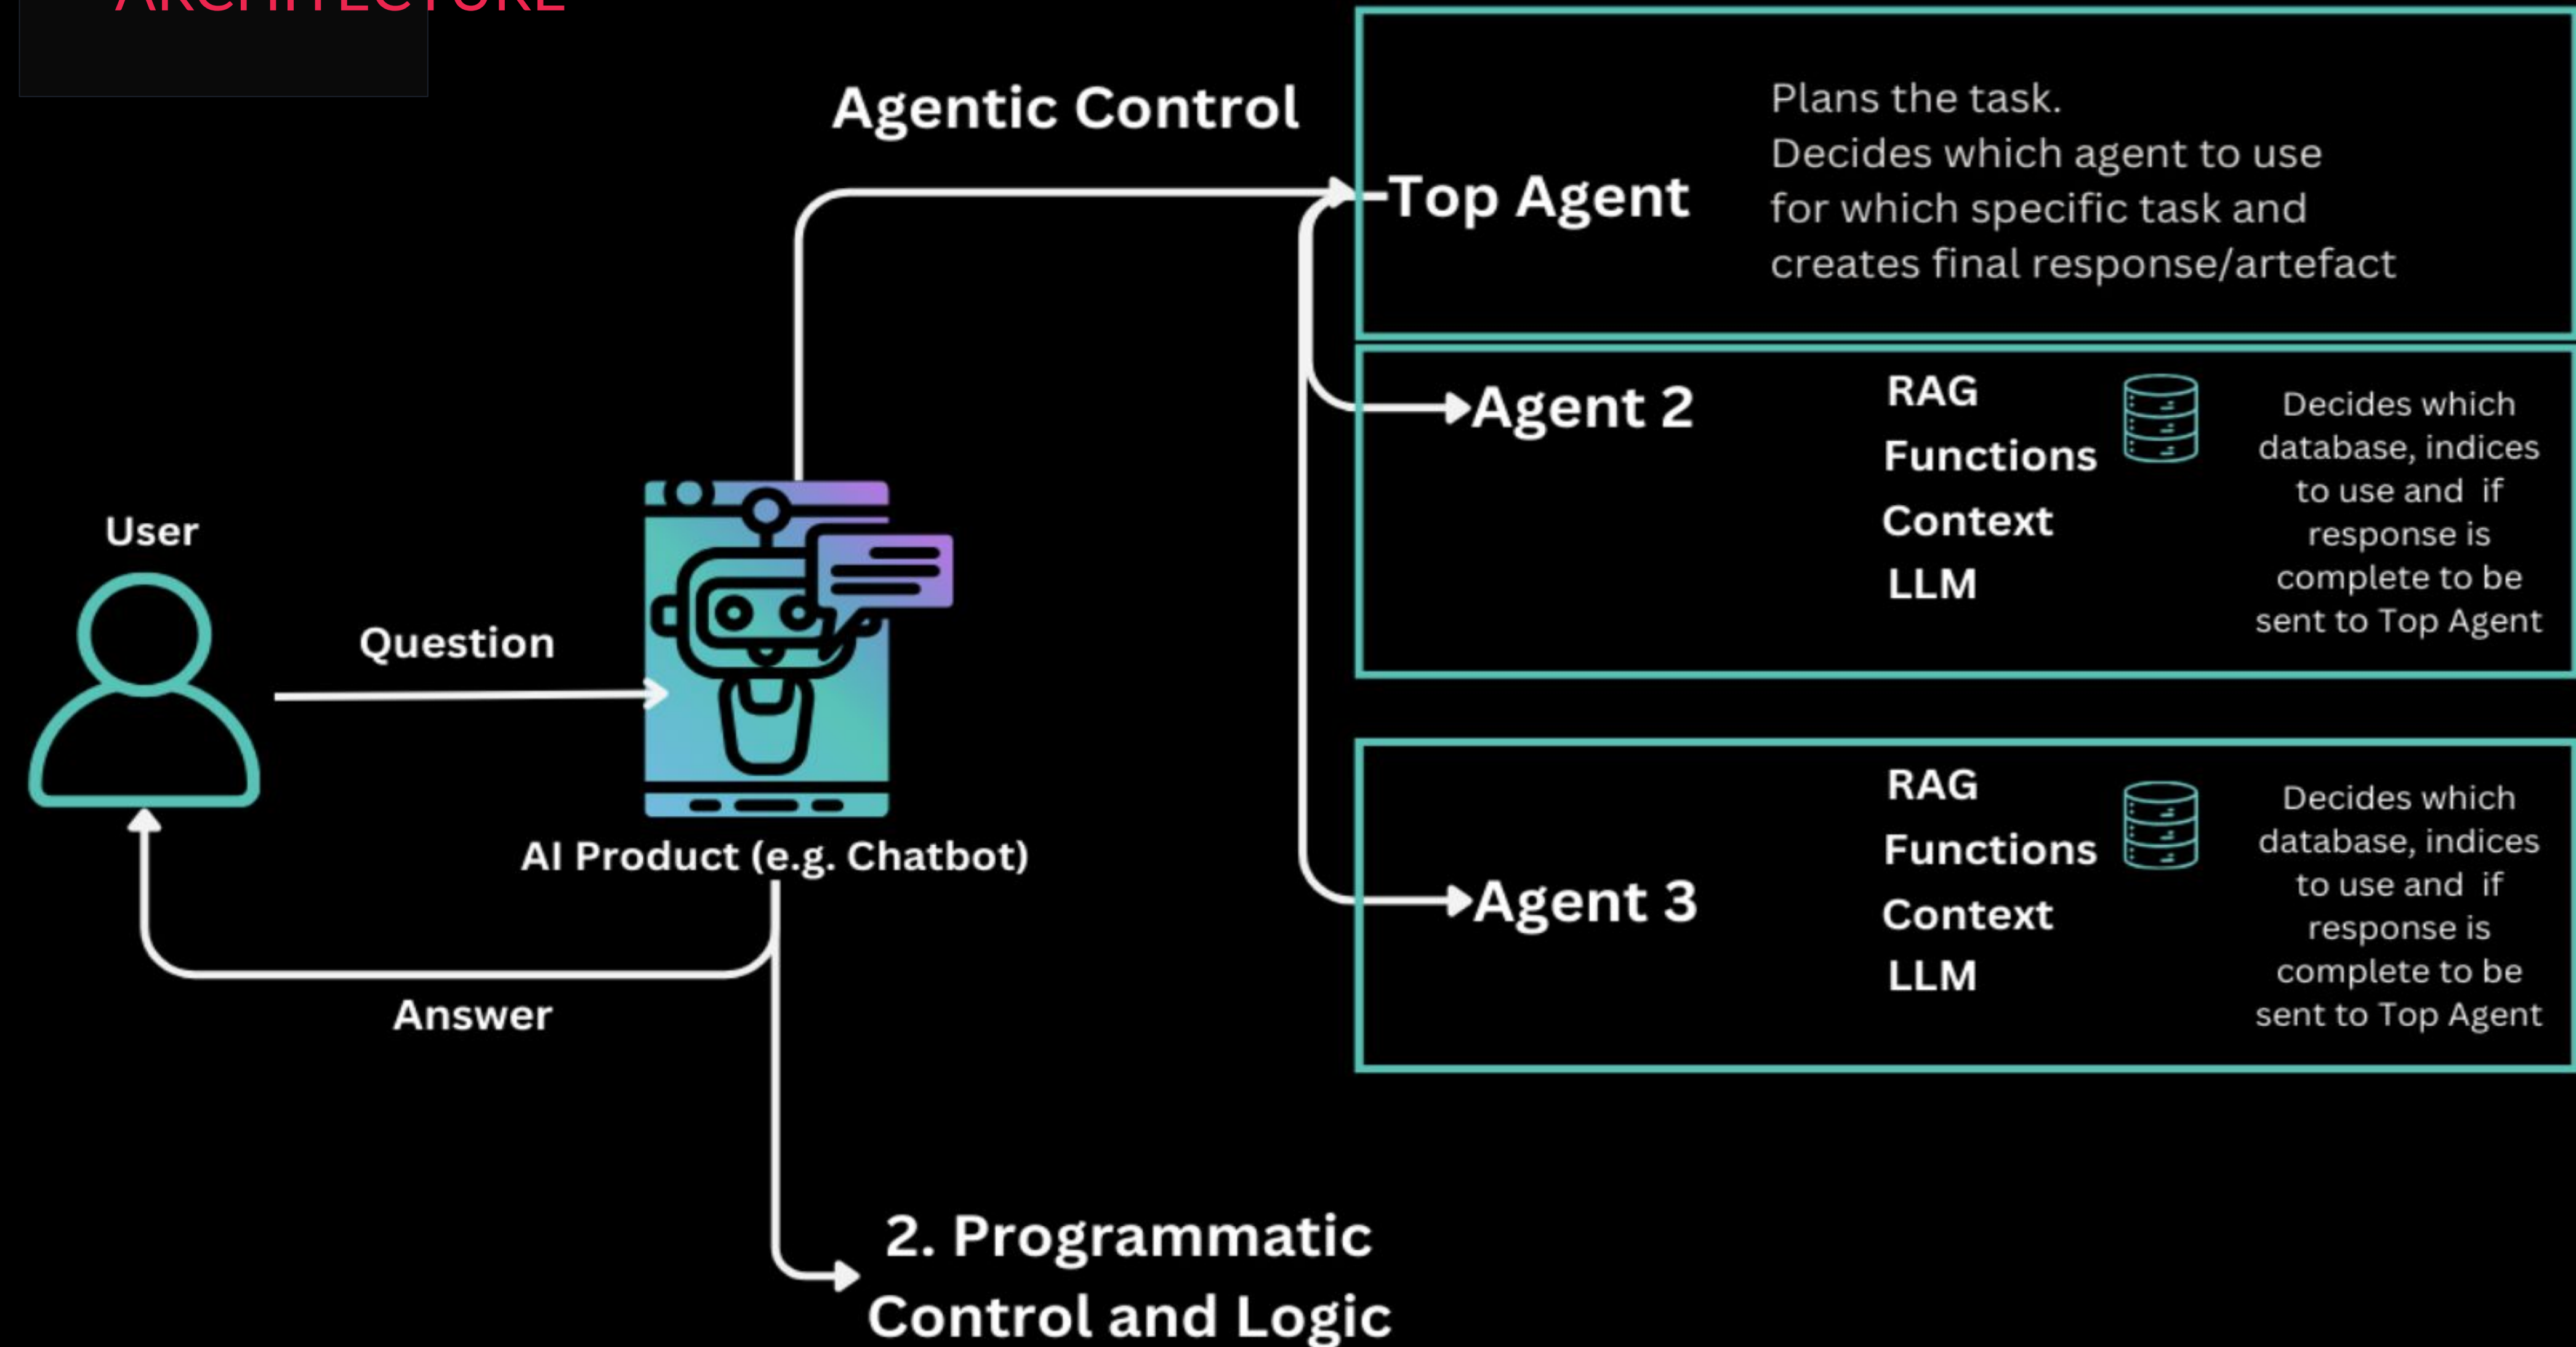 ARCHITECTURE
Agentic Control
Top Agent
Plans the task.
Decides which agent to use
for which specific task and
creates final response/artefact
Agent 2
RAG
Functions
Context
LLM
Decides which
database, indices
to use and if
response is
complete to be
sent to Top Agent
User
Question
AI Product (e.g. Chatbot)
Answer
Agent 3
RAG
Functions
Context
LLM
Decides which
database, indices
to use and if
response is
complete to be
sent to Top Agent
2. Programmatic
Control and Logic